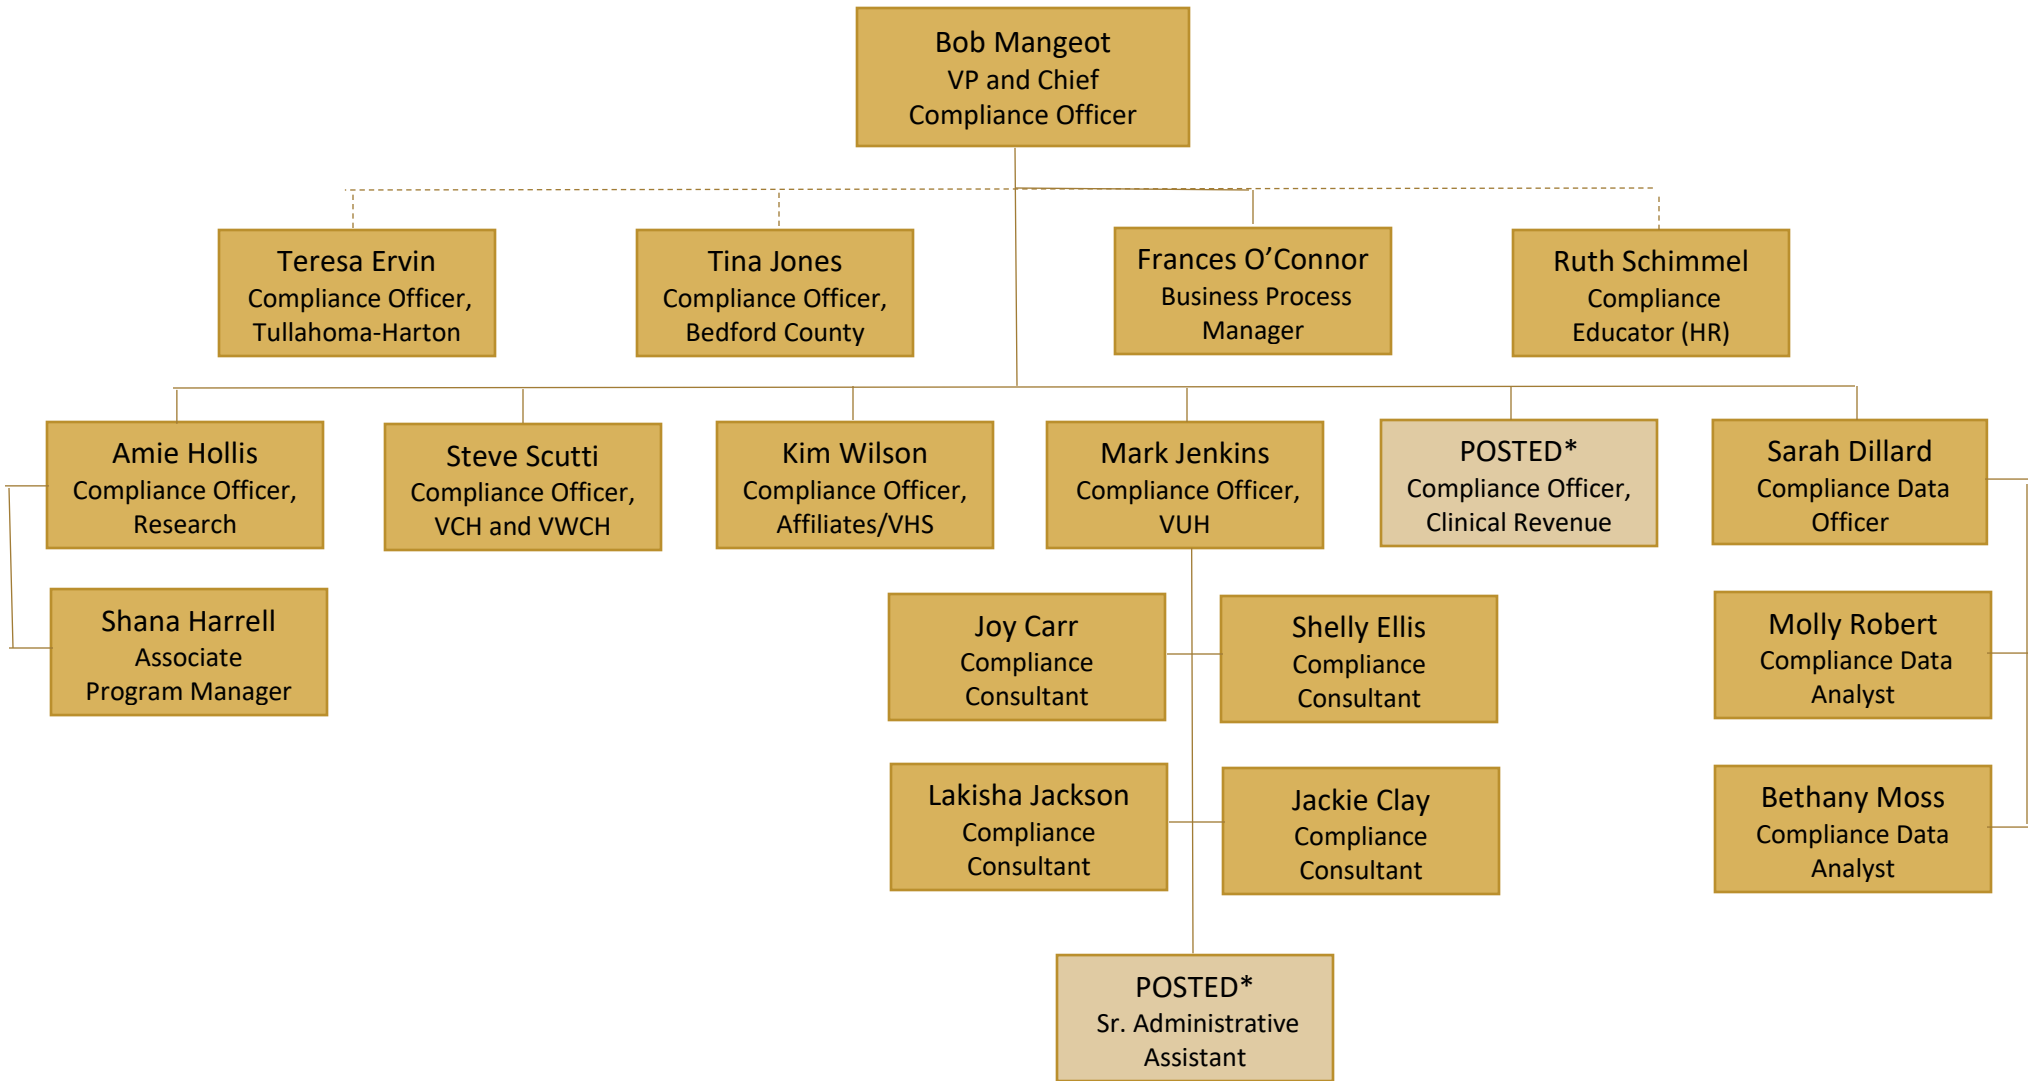 Bob Mangeot
VP and Chief
Compliance Officer
Teresa Ervin
Compliance Officer,
Tullahoma-Harton
Tina Jones
Compliance Officer,
Bedford County
Frances O’Connor
Business Process
Manager
Ruth Schimmel
Compliance
Educator (HR)
Amie Hollis
Compliance Officer,
Research
Steve Scutti
Compliance Officer,
VCH and VWCH
Kim Wilson
Compliance Officer,
Affiliates/VHS
Mark Jenkins
Compliance Officer,
VUH
POSTED*
Compliance Officer,
Clinical Revenue
Sarah Dillard
Compliance Data
Officer
Shana Harrell
Associate
Program Manager
Joy Carr
Compliance
Consultant
Shelly Ellis
Compliance
Consultant
Molly Robert
Compliance Data
Analyst
Lakisha Jackson
Compliance
Consultant
Jackie Clay
Compliance
Consultant
Bethany Moss
Compliance Data
Analyst
POSTED*
Sr. Administrative
Assistant